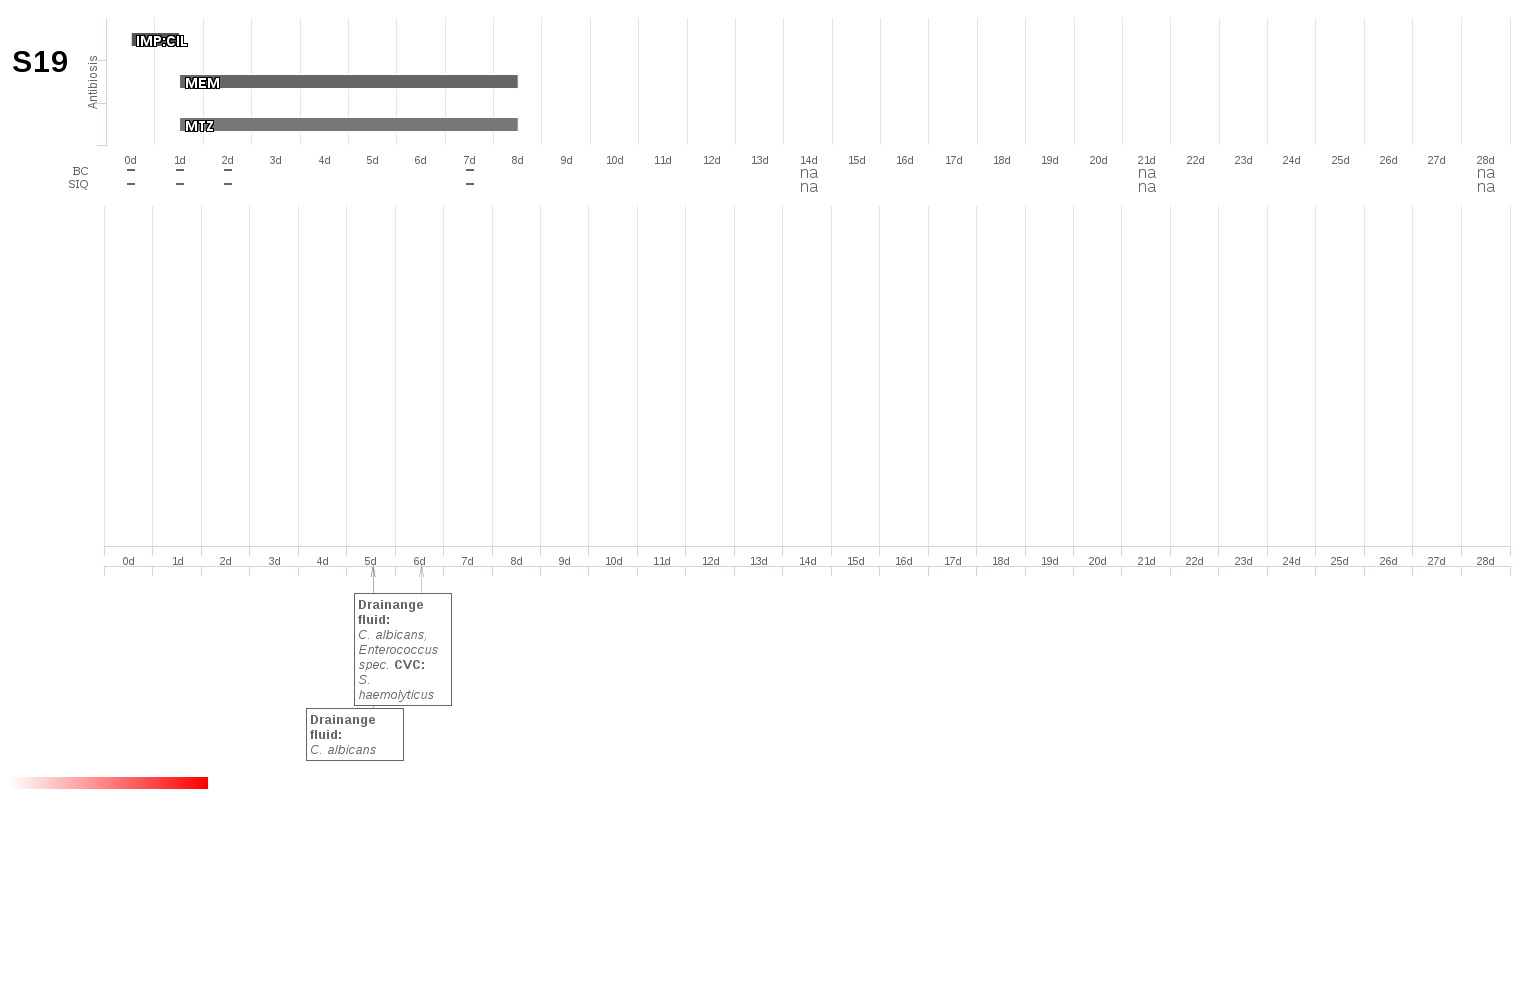 IMP:CIL
S19
Antibiosis
MEM
MTZ
0d 1d 2d 3d 4d 5d 6d 7d 8d 9d 10d 11d 12d 13d 14d 15d 16d 17d 18d 19d 20d 21d 22d 23d 24d 25d 26d 27d 28d
BC – – – – na na na
SIQ – – – – na na na
0d 1d 2d 3d 4d 5d 6d 7d 8d 9d 10d 11d 12d 13d 14d 15d 16d 17d 18d 19d 20d 21d 22d 23d 24d 25d 26d 27d 28d
Drainange
fluid:
C. albicans,
Enterococcus
spec. CVC:
S.
haemolyticus
Drainange
fluid:
C. albicans